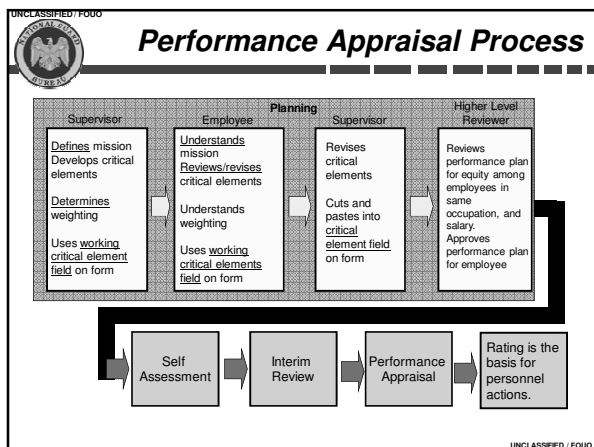 UNCLASSIFIED / FOUO
NATIONAL GUARD
BUREAU
Performance Appraisal Process
Planning
Supervisor
Defines mission
Develops critical
elements
Determines
weighting
Uses working
critical element
field on form
Employee
Understands
mission
Reviews/revises
critical elements
Understands
weighting
Uses working
critical elements
field on form
Supervisor
Revises
critical
elements
Cuts and
pastes into
critical
element field
on form
Higher Level
Reviewer
Reviews
performance plan
for equity among
employees in
same
occupation, and
salary.
Approves
performance plan
for employee
Self
Assessment
Interim
Review
Performance
Appraisal
Rating is the
basis for
personnel
actions.
UNCLASSIFIED / FOUO